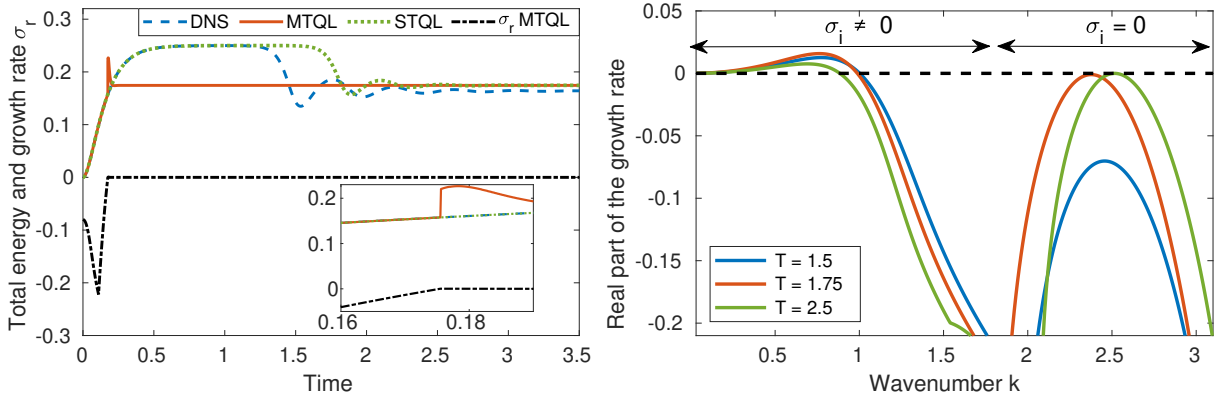 DNS MTQL STQL σr MTQL
Total energy and growth rate σr
0.3
0.2
0.1
0
-0.1
-0.2
-0.3
0.2
0.1
0
0.16 0.18
0 0.5 1 1.5 2 2.5 3 3.5
Time
σi ≠ 0 σi = 0
Real part of the growth rate
0.05
0
-0.05
-0.1
-0.15
-0.2
T = 1.5
T = 1.75
T = 2.5
0.5 1 1.5 2 2.5 3
Wavenumber k